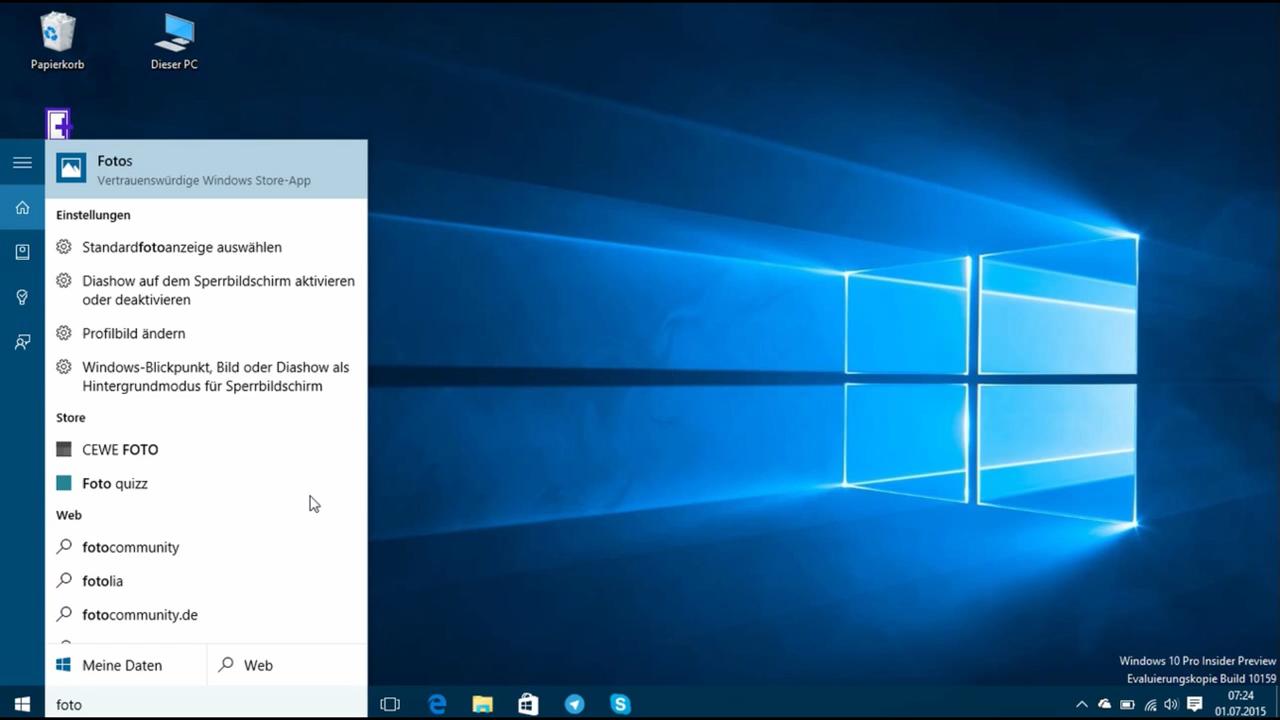 Papierkorb
Dieser PC
Fotos
Vertrauenswürdige Windows Store-App
Einstellungen
Standardfotoanzeige auswählen
Diashow auf dem Sperrbildschirm aktivieren
oder deaktivieren
Profilbild ändern
Windows-Blickpunkt, Bild oder Diashow als
Hintergrundmodus für Sperrbildschirm
Store
CEWE FOTO
Foto quizz
Web
fotocommunity
fotolia
fotocommunity.de
Meine Daten
Web
foto
Windows 10 Pro Insider Preview
Evaluierungskopie Build 10159
07:24
01.07.2015